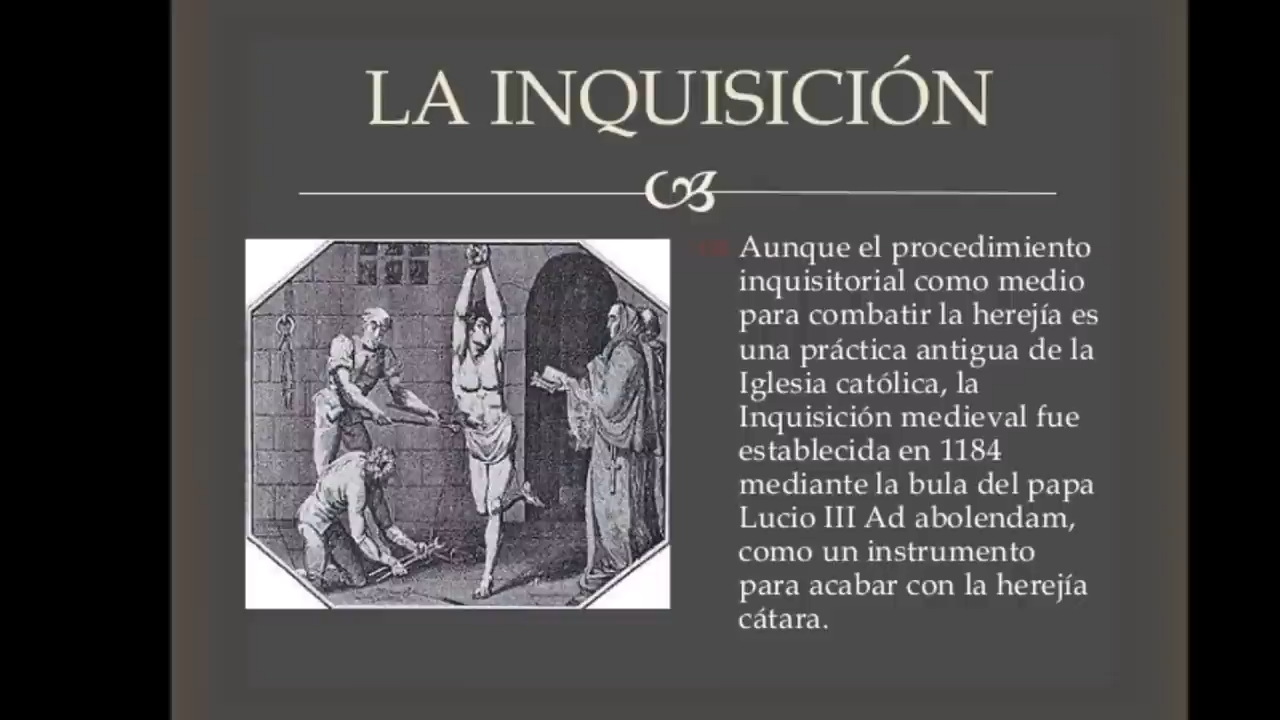 LA INQUISICIÓN
Aunque el procedimiento
inquisitorial como medio
para combatir la herejía es
una práctica antigua de la
Iglesia católica, la
Inquisición medieval fue
establecida en 1184
mediante la bula del papa
Lucio III Ad abolendam,
como un instrumento
para acabar con la herejía
cátara.